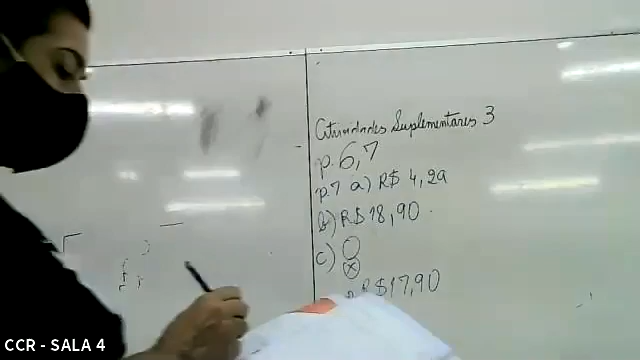 Atividades Suplementares 3
p. 6,7
p.7 a) R$ 4,29
b) R$ 18,90
c)
R$ 17,90
CCR - SALA 4